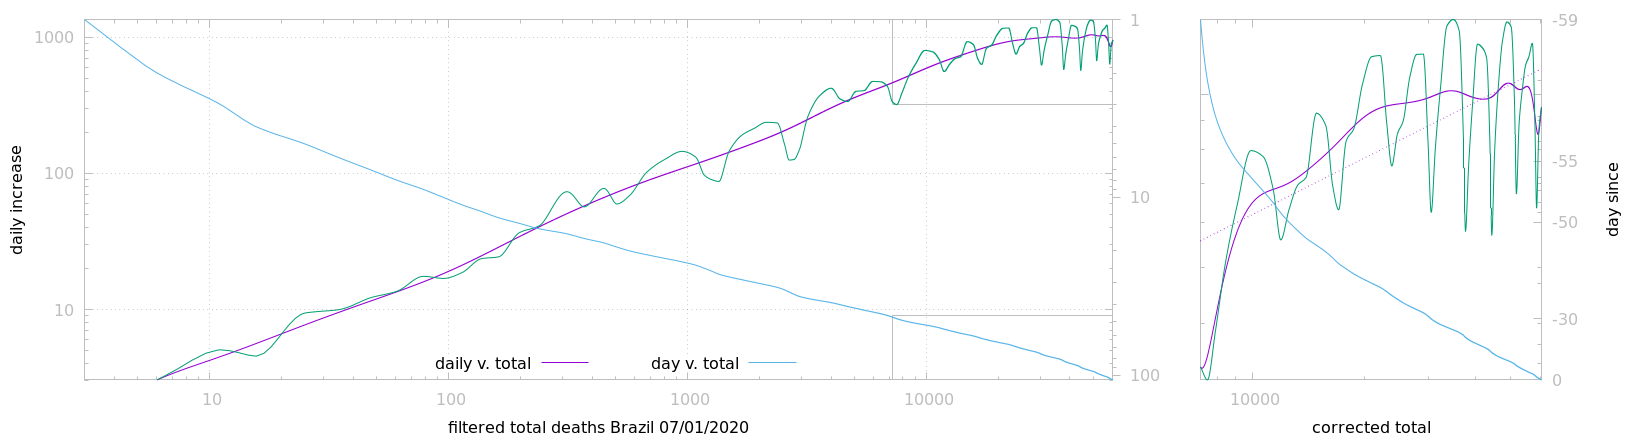 1000
100
10
daily increase
daily v. total
day v. total
10
100
1000
10000
filtered total deaths Brazil 07/01/2020
1
10
100
10000
corrected total
-59
-55
-50
-30
0
day since